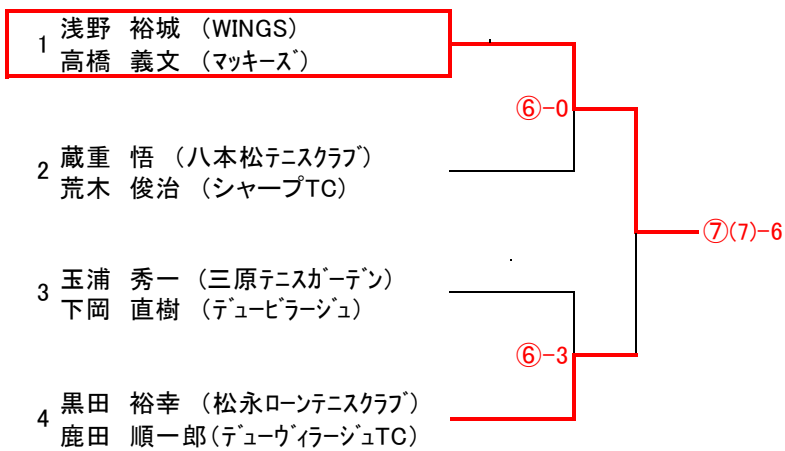 1 浅野 裕城 (WINGS)
高橋 義文 (ﾏｯｷｰｽﾞ)
⑥-0
2 蔵重 悟 (八本松ﾃﾆｽｸﾗﾌﾞ)
荒木 俊治 (シャープTC)
⑦(7)-6
3 玉浦 秀一 (三原ﾃﾆｽｶﾞｰﾃﾞﾝ)
下岡 直樹 (ﾃﾞｭｰﾋﾞﾗｰｼﾞｭ)
⑥-3
4 黒田 裕幸 (松永ﾛｰﾝﾃﾆｽｸﾗﾌﾞ)
鹿田 順一郎(ﾃﾞｭｰｳﾞｨﾗｰｼﾞｭTC)